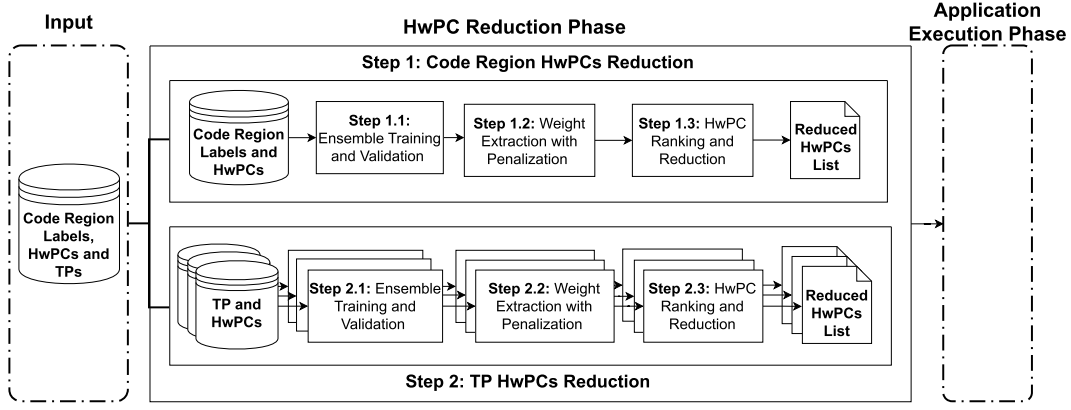 Input
HwPC Reduction Phase
Application
Execution Phase
Step 1: Code Region HwPCs Reduction
Code Region
Labels and
HwPCs
Step 1.1:
Ensemble Training
and Validation
Step 1.2: Weight
Extraction with
Penalization
Step 1.3: HwPC
Ranking and
Reduction
Reduced
HwPCs
List
Code Region
Labels,
HwPCs and
TPs
TP and
HwPCs
Step 2.1: Ensemble
Training and
Validation
Step 2.2: Weight
Extraction with
Penalization
Step 2.3: HwPC
Ranking and
Reduction
Reduced
HwPCs
List
Step 2: TP HwPCs Reduction